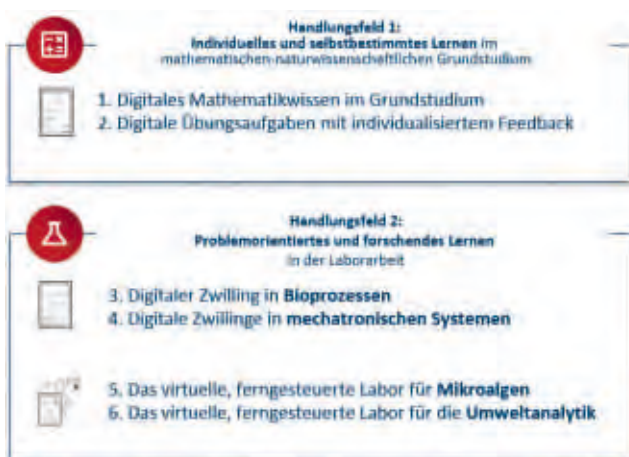 Handlungsfeld 1:
Individuelles und selbstbestimmtes Lernen im
mathematischen-naturwissenschaftlichen Grundstudium
1. Digitales Mathematikwissen im Grundstudium
2. Digitale Übungsaufgaben mit individualisiertem Feedback
Handlungsfeld 2:
Problemorientiertes und forschendes Lernen
in der Laborarbeit
3. Digitaler Zwilling in Bioprozessen
4. Digitale Zwillinge in mechatronischen Systemen
5. Das virtuelle, ferngesteuerte Labor für Mikroalgen
6. Das virtuelle, ferngesteuerte Labor für die Umweltanalytik